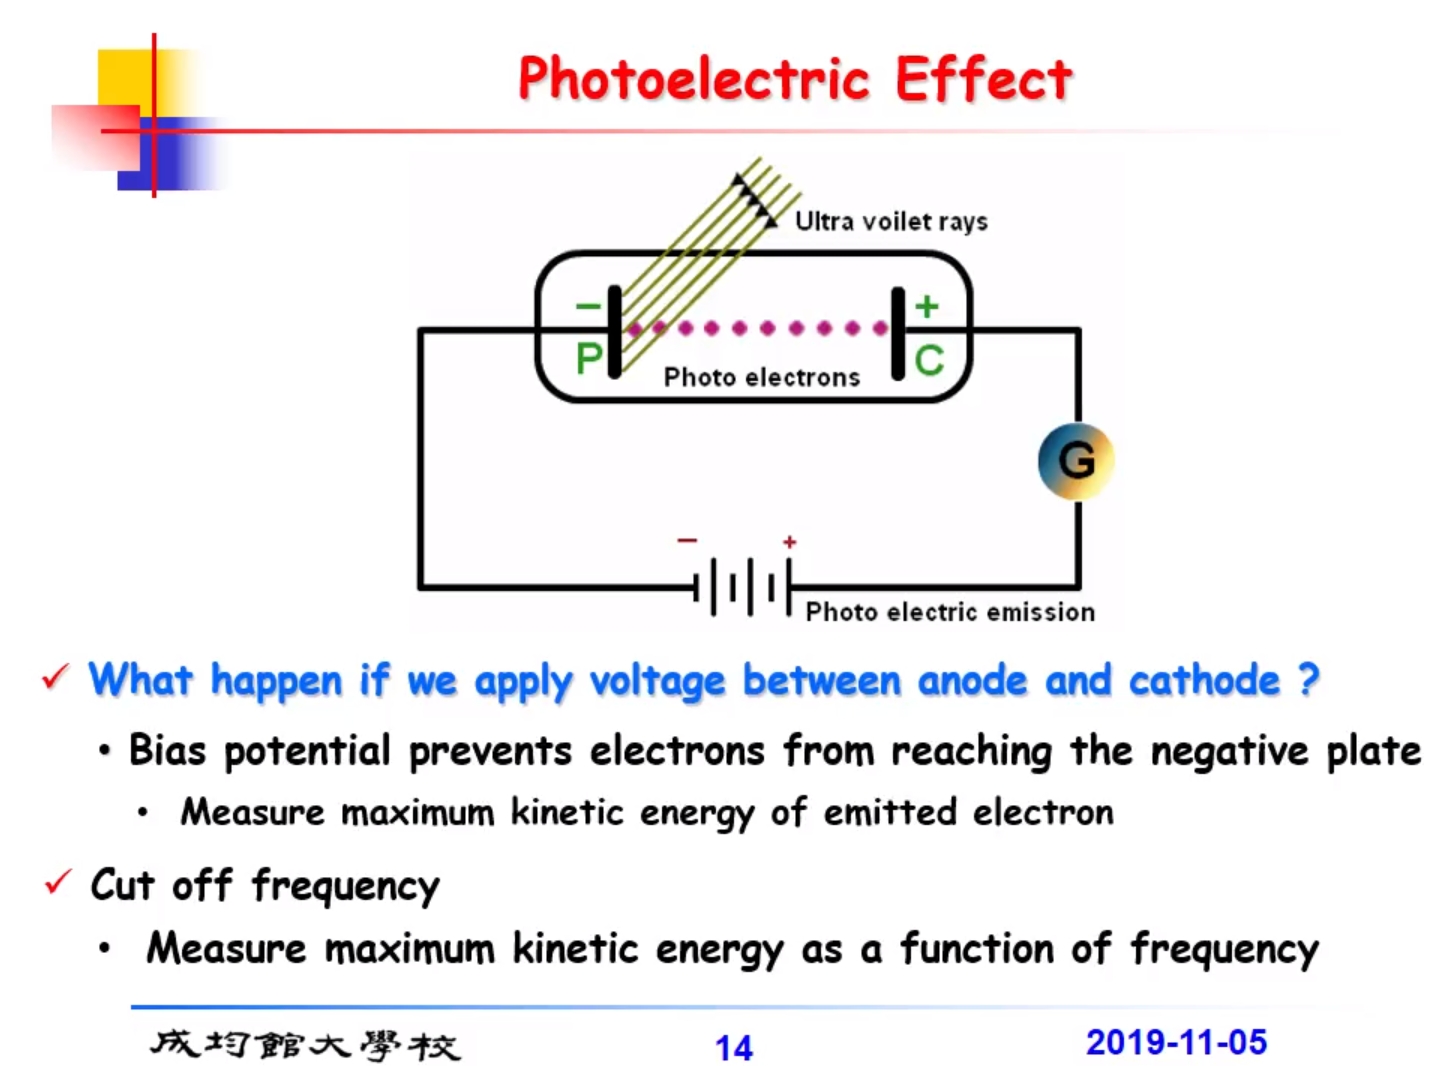 Photoelectric Effect
Ultra voilet rays
− +
P C
Photo electrons
G
− +
Photo electric emission
✓ What happen if we apply voltage between anode and cathode ?
• Bias potential prevents electrons from reaching the negative plate
• Measure maximum kinetic energy of emitted electron
✓ Cut off frequency
• Measure maximum kinetic energy as a function of frequency
成均館大學校 14 2019-11-05